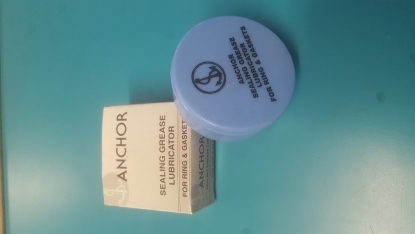 ANCHOR
SEALING GREASE
LUBRICATOR
FOR RING & GASKETS
ANCHOR
SEALING GREASE
LUBRICATOR
FOR RING & GASKET
ANCHOR